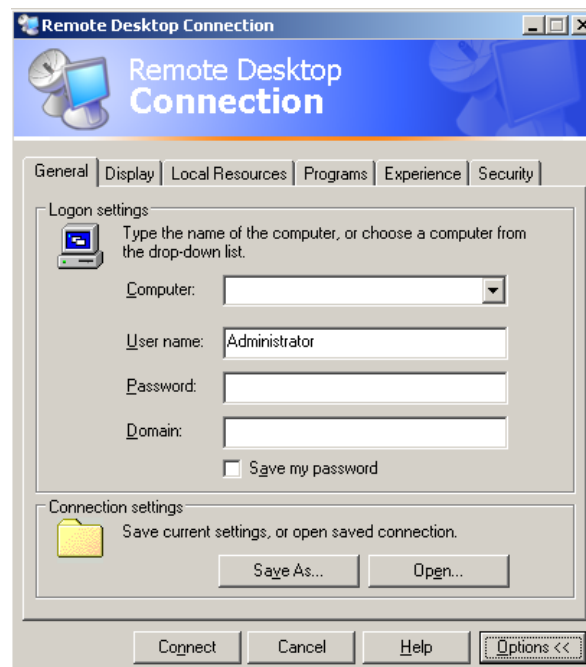 Remote Desktop Connection
Remote Desktop
Connection
General Display Local Resources Programs Experience Security
Logon settings
Type the name of the computer, or choose a computer from
the drop-down list.
Computer:
User name: Administrator
Password:
Domain:
Save my password
Connection settings
Save current settings, or open saved connection.
Save As... Open...
Connect Cancel Help Options <<